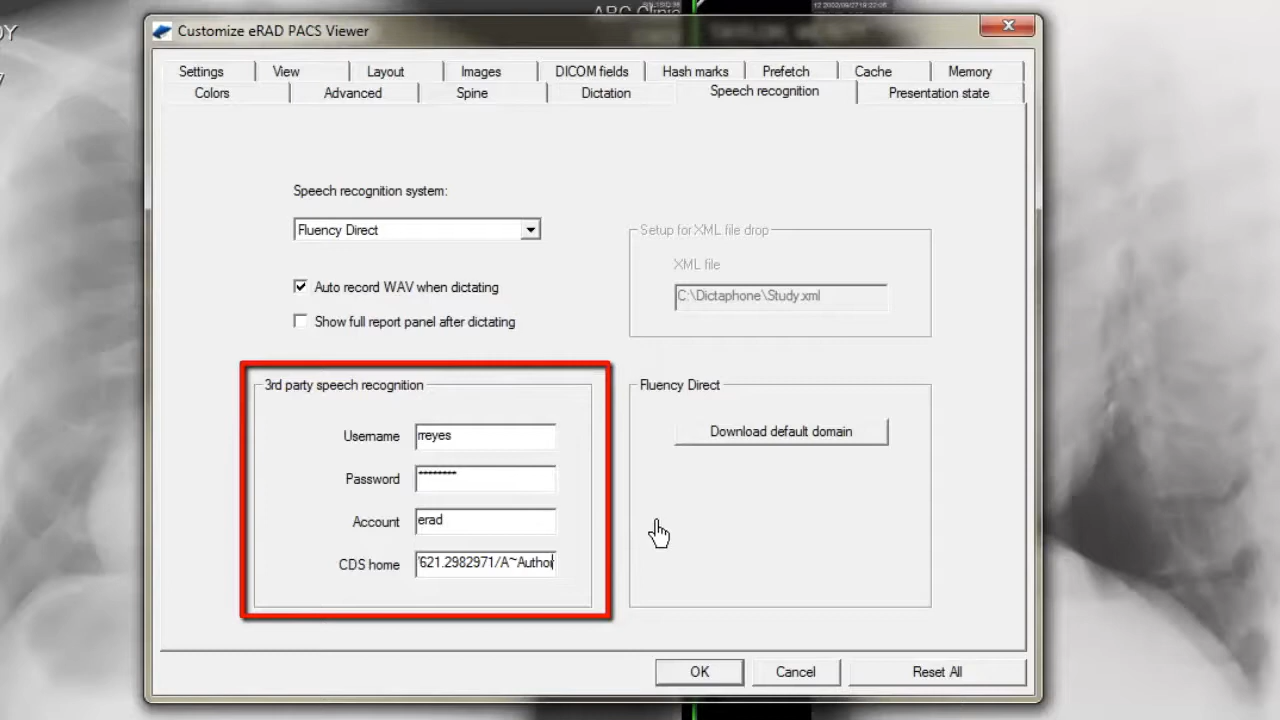 ABC Clinic
Customize eRAD PACS Viewer
Settings View Layout Images DICOM fields Hash marks Prefetch Cache Memory
Colors Advanced Spine Dictation Speech recognition Presentation state
Speech recognition system:
Fluency Direct
Auto record WAV when dictating
Show full report panel after dictating
Setup for XML file drop
XML file
C:\Dictaphone\Study.xml
3rd party speech recognition
Username rreyes
Password ********
Account erad
CDS home 621.2982971/A~Author
Fluency Direct
Download default domain
OK Cancel Reset All